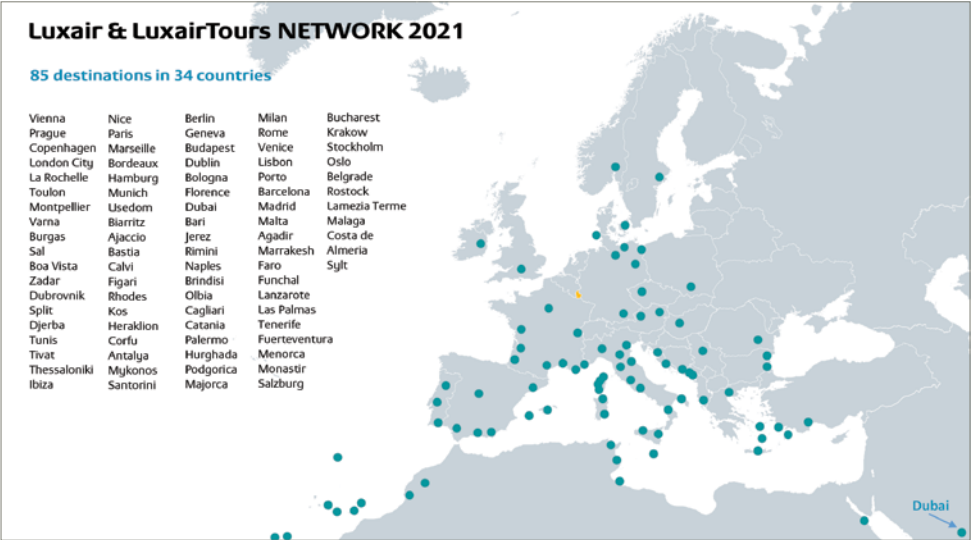 Luxair & LuxairTours NETWORK 2021
85 destinations in 34 countries
Vienna
Prague
Copenhagen
London City
La Rochelle
Toulon
Montpellier
Varna
Burgas
Sal
Boa Vista
Zadar
Dubrovnik
Split
Djerba
Tunis
Tivat
Thessaloniki
Ibiza
Nice
Paris
Marseille
Bordeaux
Hamburg
Munich
Usedom
Biarritz
Ajaccio
Bastia
Calvi
Figari
Rhodes
Kos
Heraklion
Corfu
Antalya
Mykonos
Santorini
Berlin
Geneva
Budapest
Dublin
Bologna
Florence
Dubai
Bari
Jerez
Rimini
Naples
Brindisi
Olbia
Cagliari
Catania
Palermo
Hurghada
Podgorica
Majorca
Milan
Rome
Venice
Lisbon
Porto
Barcelona
Madrid
Malta
Agadir
Marrakesh
Faro
Funchal
Lanzarote
Las Palmas
Tenerife
Fuerteventura
Menorca
Monastir
Salzburg
Bucharest
Krakow
Stockholm
Oslo
Belgrade
Rostock
Lamezia Terme
Malaga
Costa de
Almeria
Sylt
Dubai